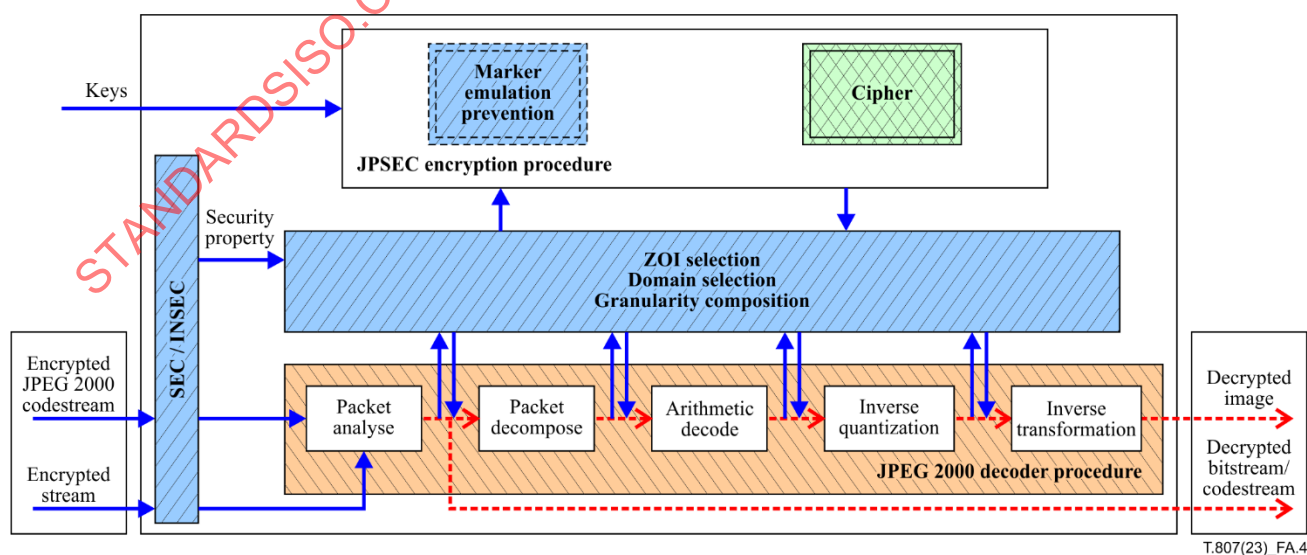 STANDARDSISO.C
Keys
Marker
emulation
prevention
Cipher
JPSEC encryption procedure
Security
property
ZOI selection
Domain selection
Granularity composition
SEC / INSEC
Encrypted
JPEG 2000
codestream
Encrypted
stream
Packet
analyse
Packet
decompose
Arithmetic
decode
Inverse
quantization
Inverse
transformation
JPEG 2000 decoder procedure
Decrypted
image
Decrypted
bitstream/
codestream
T.807(23)_FA.4